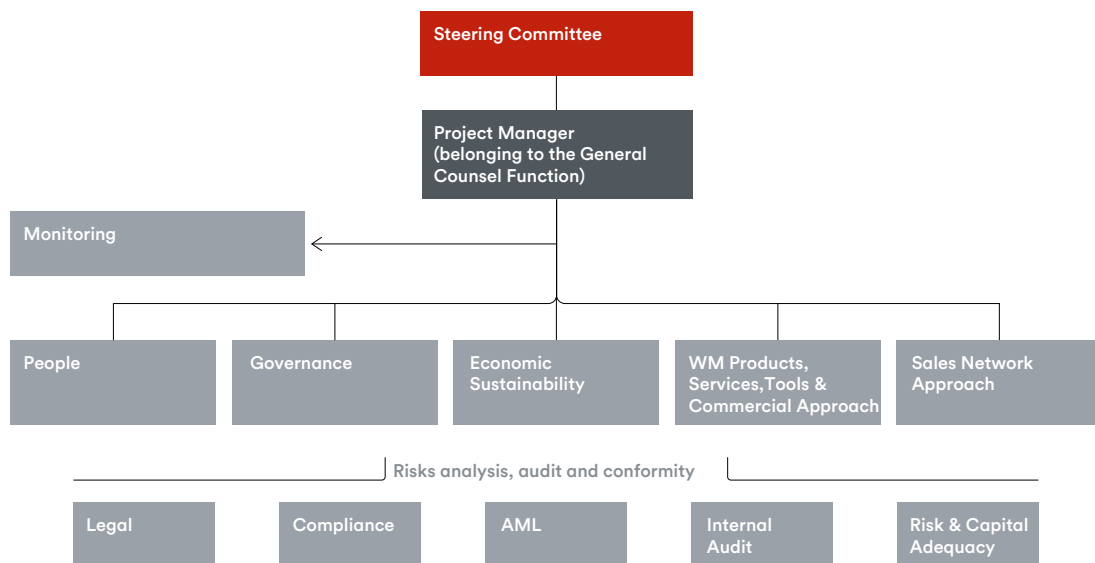 Steering Committee
Project Manager
(belonging to the General
Counsel Function)
Monitoring
People
Governance
Economic
Sustainability
WM Products,
Services,Tools &
Commercial Approach
Sales Network
Approach
Risks analysis, audit and conformity
Legal
Compliance
AML
Internal
Audit
Risk & Capital
Adequacy